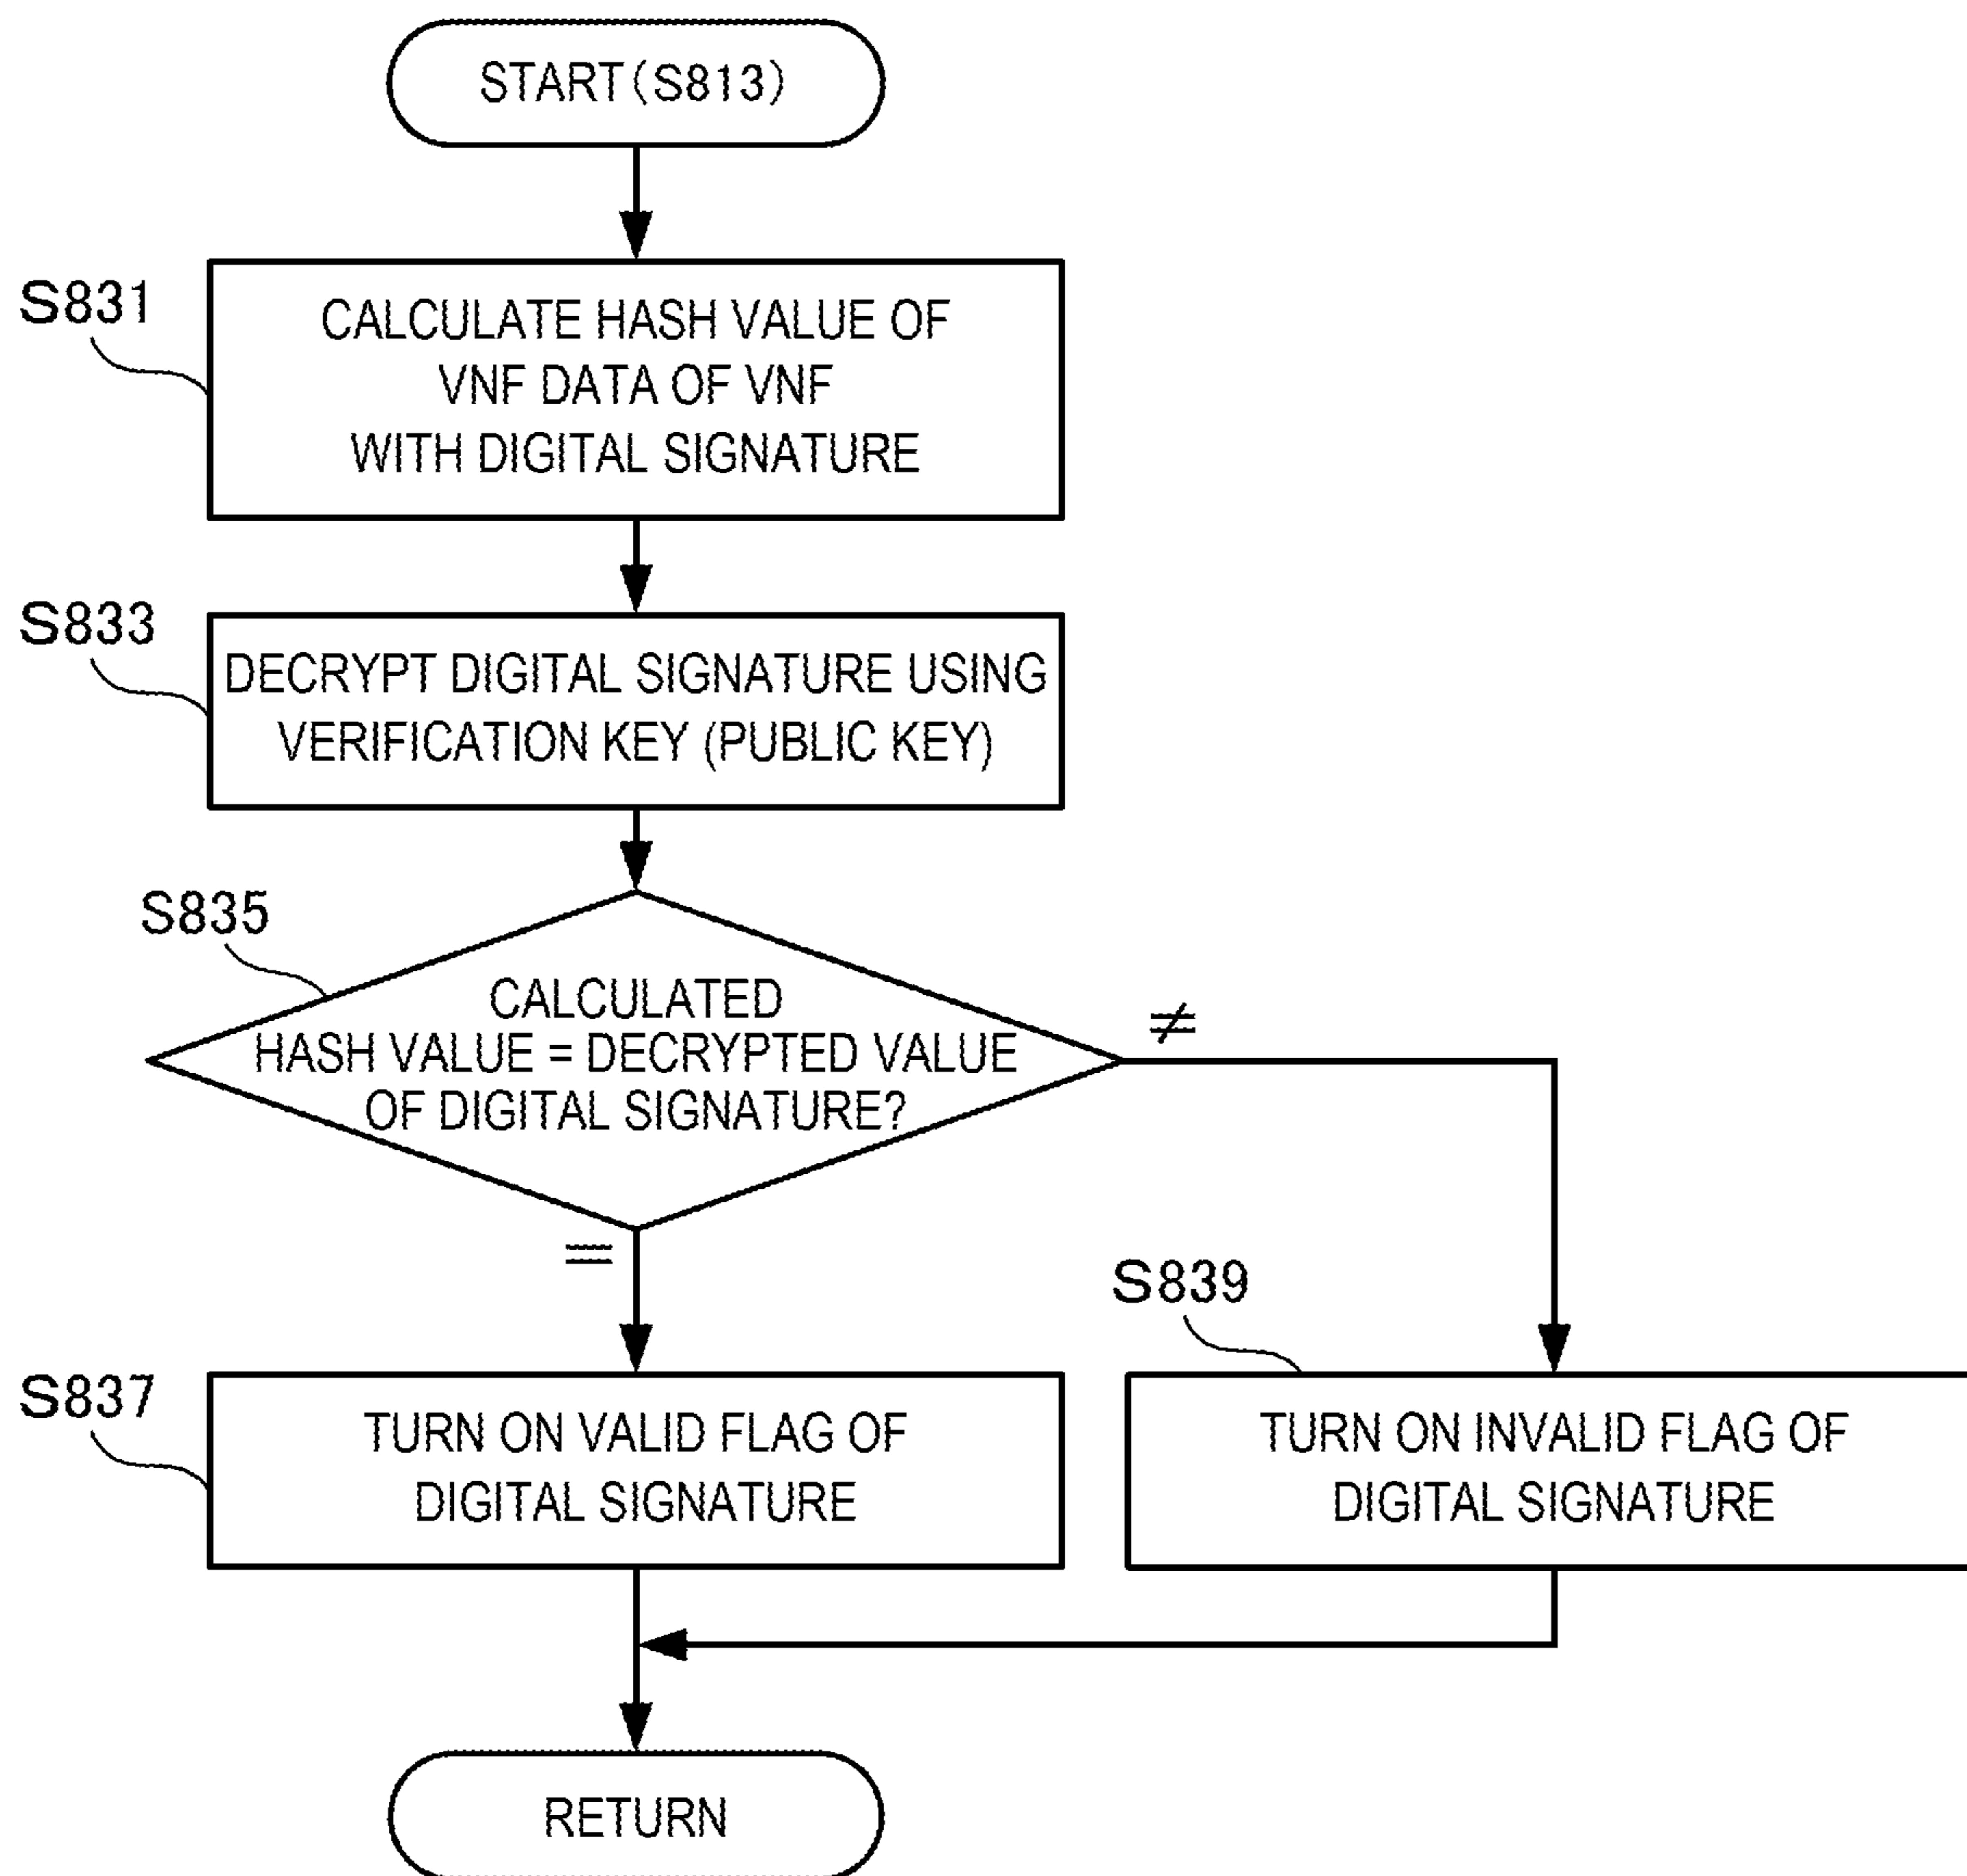 START(S813)
S831
CALCULATE HASH VALUE OF
VNF DATA OF VNF
WITH DIGITAL SIGNATURE
S833
DECRYPT DIGITAL SIGNATURE USING
VERIFICATION KEY (PUBLIC KEY)
S835
CALCULATED
HASH VALUE = DECRYPTED VALUE
OF DIGITAL SIGNATURE?
≠
=
S837
TURN ON VALID FLAG OF
DIGITAL SIGNATURE
S839
TURN ON INVALID FLAG OF
DIGITAL SIGNATURE
RETURN